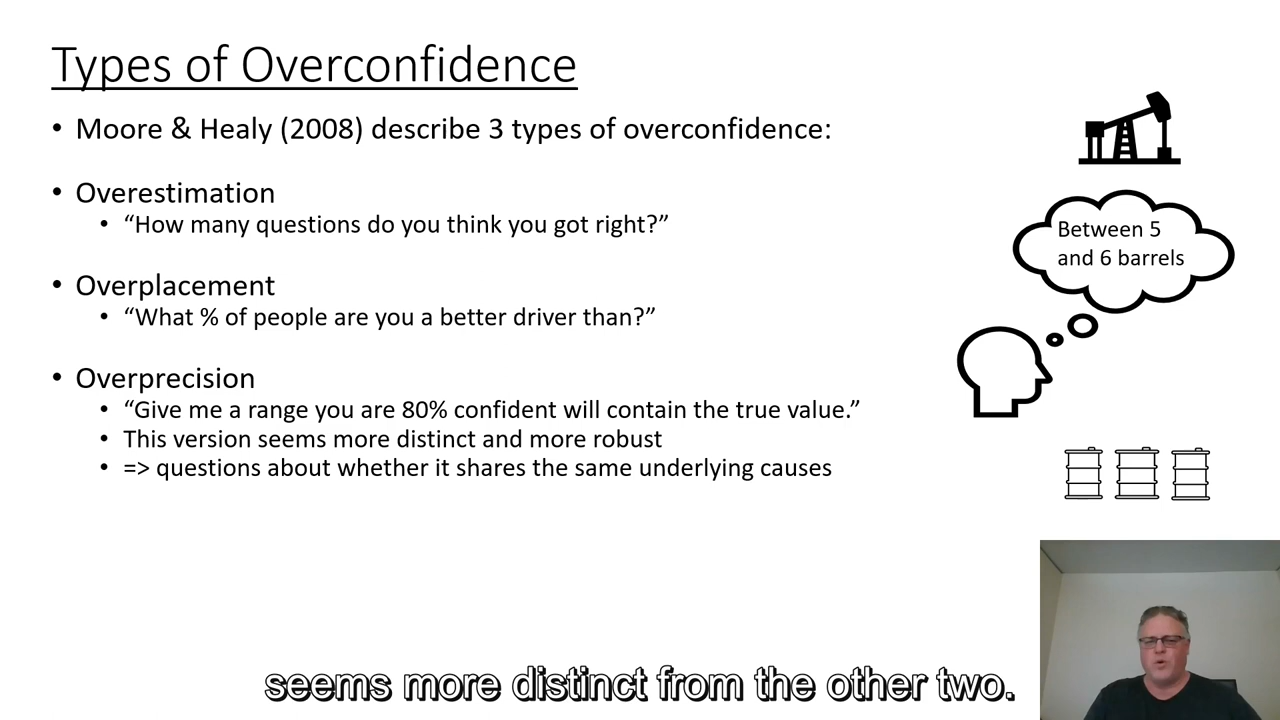 Types of Overconfidence
• Moore & Healy (2008) describe 3 types of overconfidence:
• Overestimation
• “How many questions do you think you got right?”
• Overplacement
• “What % of people are you a better driver than?”
• Overprecision
• “Give me a range you are 80% confident will contain the true value.”
• This version seems more distinct and more robust
• => questions about whether it shares the same underlying causes
Between 5
and 6 barrels
seems more distinct from the other two.